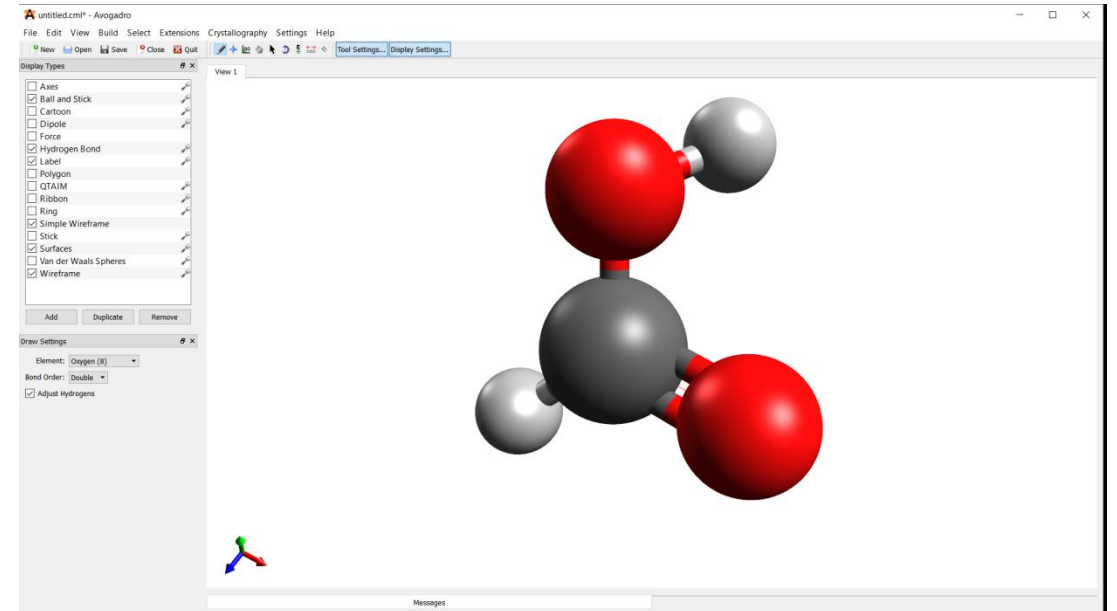 untitled.cml* - Avogadro
File Edit View Build Select Extensions Crystallography Settings Help
New Open Save Close Quit Tool Settings... Display Settings...
Display Types
View 1
Axes
Ball and Stick
Cartoon
Dipole
Force
Hydrogen Bond
Label
Polygon
QTAIM
Ribbon
Ring
Simple Wireframe
Stick
Surfaces
Van der Waals Spheres
Wireframe
Add Duplicate Remove
Draw Settings
Element: Oxygen (8)
Bond Order: Double
Adjust Hydrogens
Messages